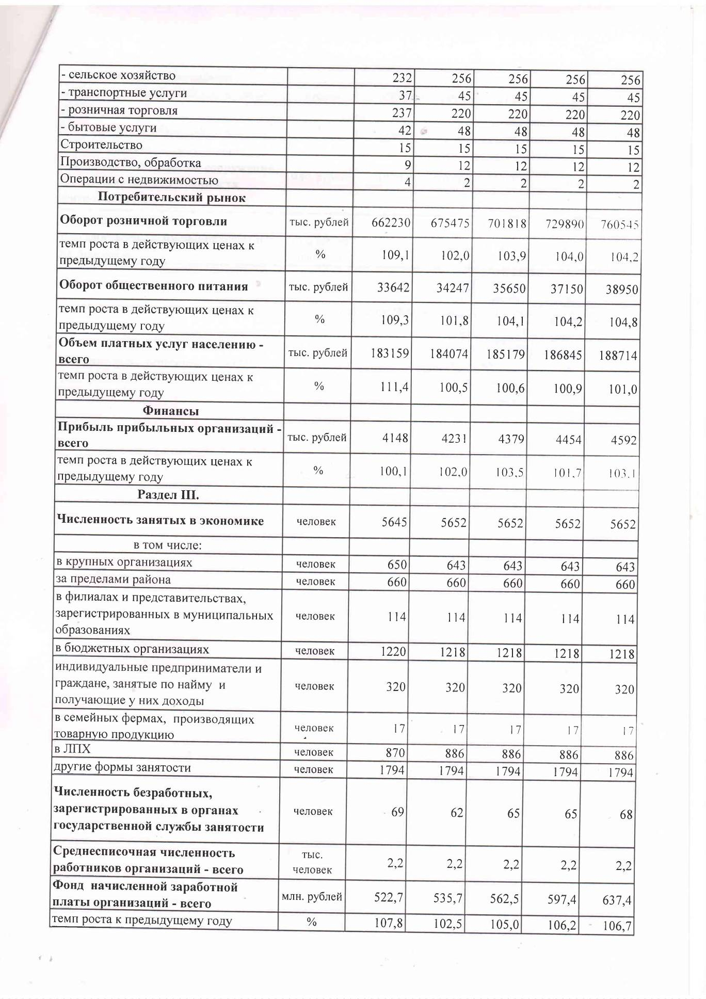 - сельское хозяйство 232 256 256 256 256
- транспортные услуги 37 45 45 45 45
- розничная торговля 237 220 220 220 220
- бытовые услуги 42 48 48 48 48
Строительство 15 15 15 15 15
Производство, обработка 9 12 12 12 12
Операции с недвижимостью 4 2 2 2 2
Потребительский рынок
Оборот розничной торговли тыс. рублей 662230 675475 701818 729890 760545
темп роста в действующих ценах к
предыдущему году % 109,1 102,0 103,9 104,0 104,2
Оборот общественного питания тыс. рублей 33642 34247 35650 37150 38950
темп роста в действующих ценах к
предыдущему году % 109,3 101,8 104,1 104,2 104,8
Объем платных услуг населению -
всего тыс. рублей 183159 184074 185179 186845 188714
темп роста в действующих ценах к
предыдущему году % 111,4 100,5 100,6 100,9 101,0
Финансы
Прибыль прибыльных организаций -
всего тыс. рублей 4148 4231 4379 4454 4592
темп роста в действующих ценах к
предыдущему году % 100,1 102,0 103,5 101,7 103,1
Раздел III.
Численность занятых в экономике человек 5645 5652 5652 5652 5652
в том числе:
в крупных организациях человек 650 643 643 643 643
за пределами района человек 660 660 660 660 660
в филиалах и представительствах,
зарегистрированных в муниципальных человек 114 114 114 114 114
образованиях
в бюджетных организациях человек 1220 1218 1218 1218 1218
индивидуальные предприниматели и
граждане, занятые по найму и человек 320 320 320 320 320
получающие у них доходы
в семейных фермах, производящих
товарную продукцию человек 17 17 17 17 17
в ЛПХ человек 870 886 886 886 886
другие формы занятости человек 1794 1794 1794 1794 1794
Численность безработных,
зарегистрированных в органах человек 69 62 65 65 68
государственной службы занятости
Среднесписочная численность тыс.
работников организаций - всего человек 2,2 2,2 2,2 2,2 2,2
Фонд начисленной заработной
платы организаций - всего млн. рублей 522,7 535,7 562,5 597,4 637,4
темп роста к предыдущему году % 107,8 102,5 105,0 106,2 106,7